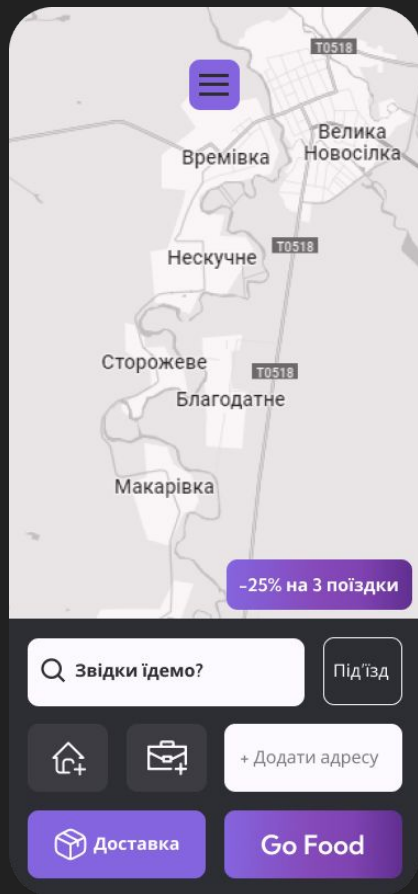 T0518
Велика
Новосілка
Времівка
T0518
Нескучне
Сторожеве
T0518
Благодатне
Макарівка
-25% на 3 поїздки
Звідки їдемо?
Під’їзд
+ Додати адресу
Доставка
Go Food